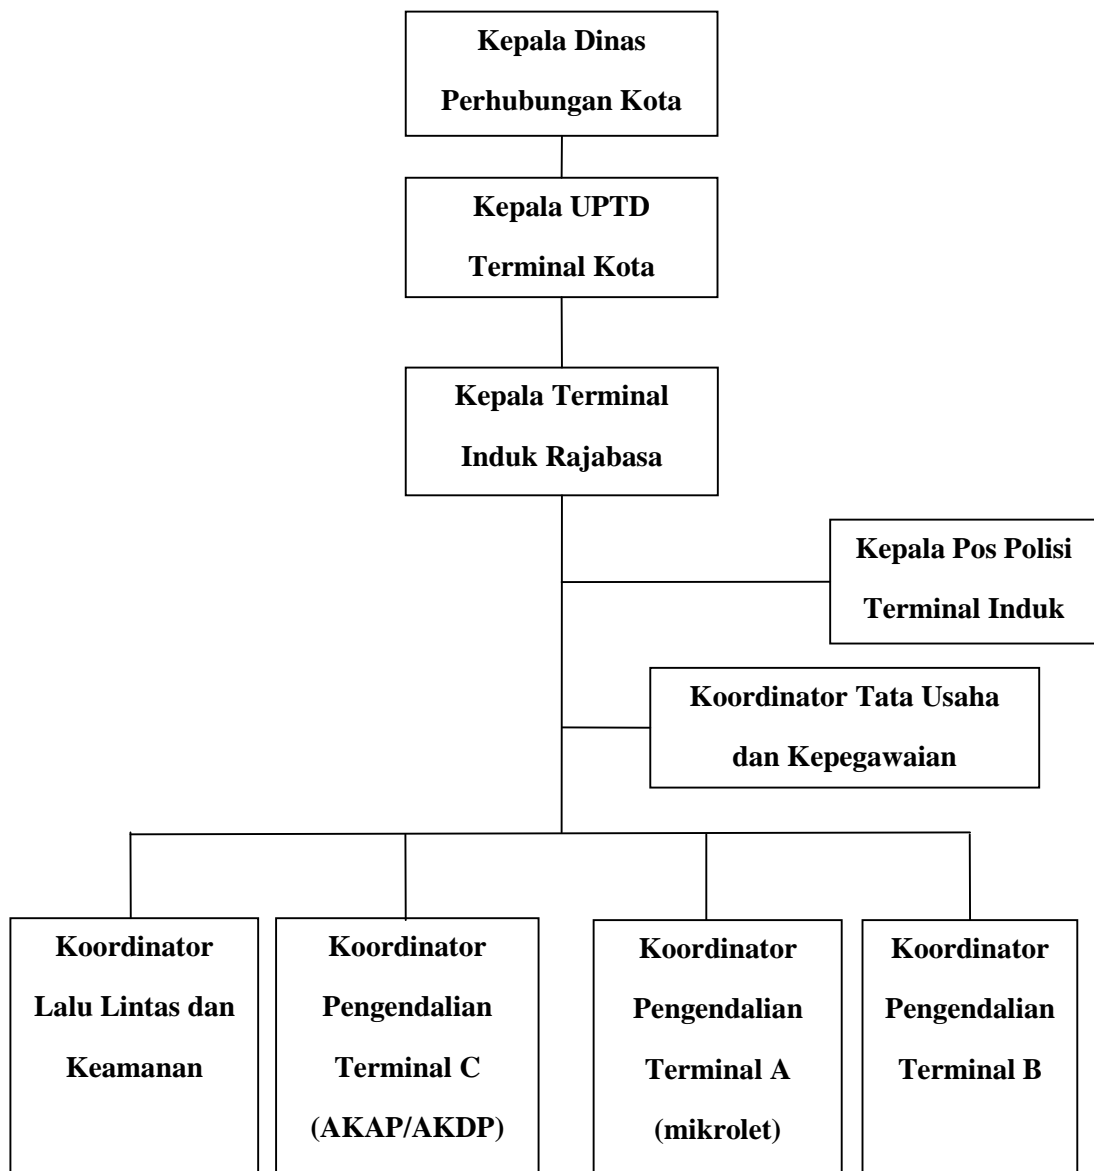 Kepala Dinas
Perhubungan Kota
Kepala UPTD
Terminal Kota
Kepala Terminal
Induk Rajabasa
Kepala Pos Polisi
Terminal Induk
Koordinator Tata Usaha
dan Kepegawaian
Koordinator
Lalu Lintas dan
Keamanan
Koordinator
Pengendalian
Terminal C
(AKAP/AKDP)
Koordinator
Pengendalian
Terminal A
(mikrolet)
Koordinator
Pengendalian
Terminal B